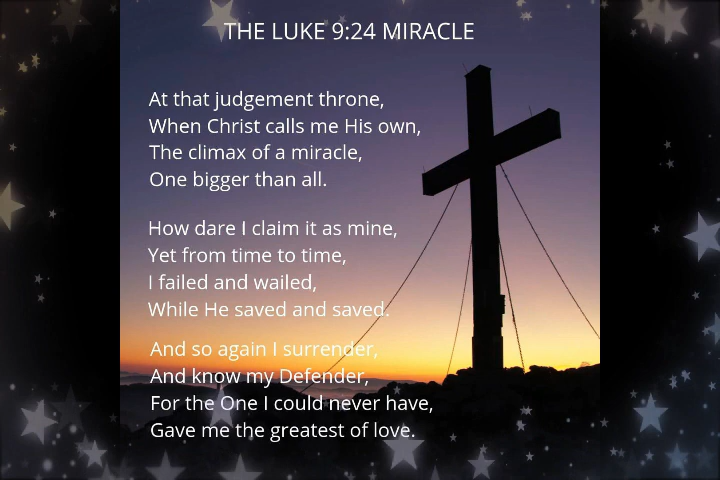 THE LUKE 9:24 MIRACLE
At that judgement throne,
When Christ calls me His own,
The climax of a miracle,
One bigger than all.
How dare I claim it as mine,
Yet from time to time,
I failed and wailed,
While He saved and saved.
And so again I surrender,
And know my Defender,
For the One I could never have,
Gave me the greatest of love.